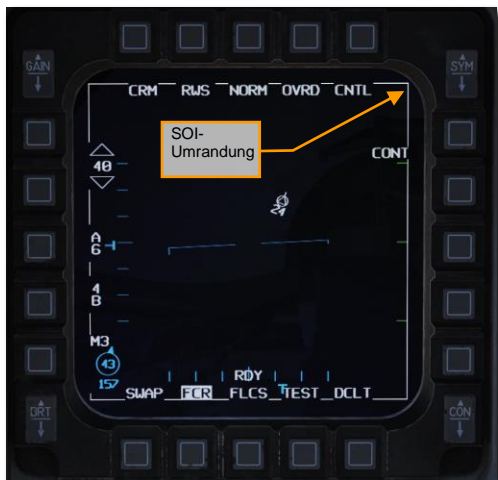 GAIN
SYM
CRM RWS NORM OVRD CNTL
SOI-
Umrandung
CONT
40
24
A
6
4
B
M3
43
157
RDY
SWAP FCR FLCS TEST DCLT
BRT
CON